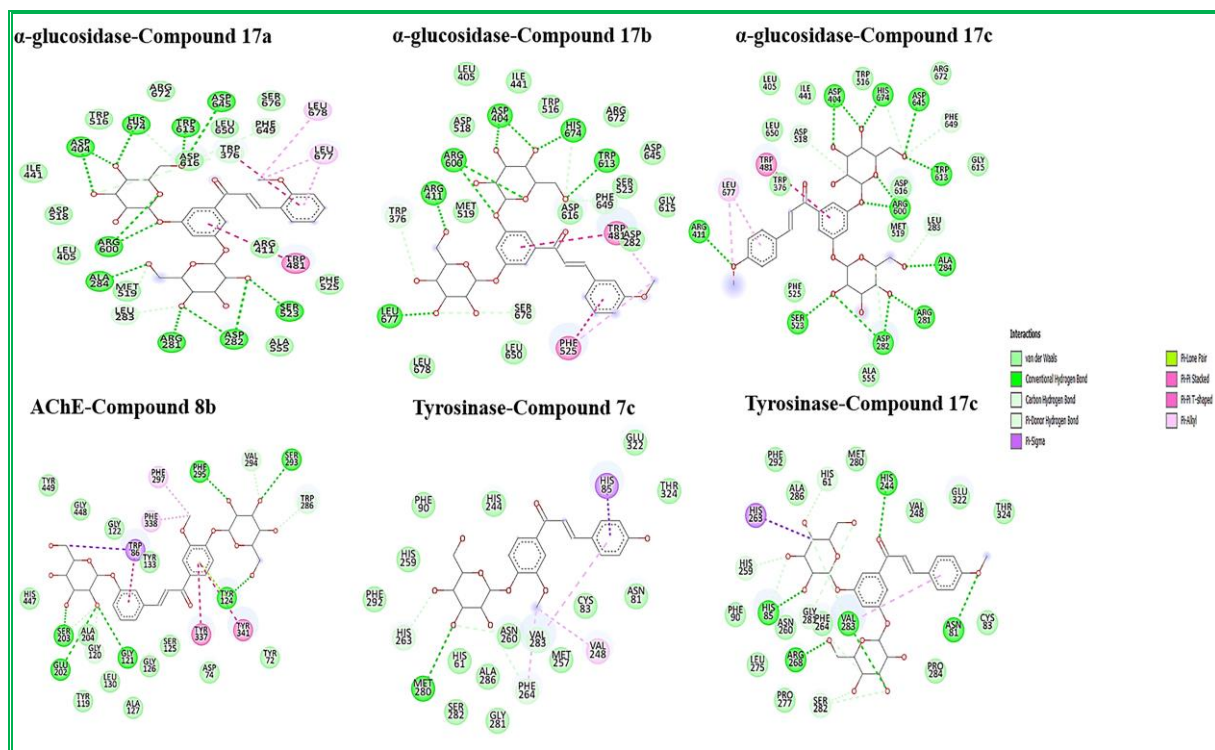 α-glucosidase-Compound 17a
ARG 672
ASP 645
SER 676
LEU 678
TRP 516
HIS 674
TRP 613
LEU 650
PHE 649
ASP 404
ASP 616
TRP 376
LEU 677
ILE 441
ASP 518
ARG 600
ARG 411
LEU 405
TRP 481
ALA 284
MET 519
PHE 525
LEU 283
SER 523
ARG 281
ASP 282
ALA 555
α-glucosidase-Compound 17b
LEU 405
ILE 441
ASP 404
TRP 516
ARG 672
ASP 518
HIS 674
ARG 600
TRP 613
ASP 645
ARG 411
SER 523
TRP 376
MET 519
ASP 616
PHE 649
GLY 615
TRP 481
ASP 282
LEU 677
SER 676
PHE 525
LEU 678
LEU 650
α-glucosidase-Compound 17c
LEU 405
ILE 441
ASP 404
TRP 516
HIS 674
ARG 672
ASP 645
LEU 650
ASP 518
PHE 649
TRP 481
TRP 376
TRP 613
GLY 615
LEU 677
ASP 616
ARG 600
ARG 411
MET 519
LEU 283
PHE 525
ALA 284
SER 523
ARG 281
ASP 282
ALA 555
Interactions
van der Waals
Conventional Hydrogen Bond
Carbon Hydrogen Bond
Pi-Donor Hydrogen Bond
Pi-Sigma
Pi-Lone Pair
Pi-Pi Stacked
Pi-Pi T-shaped
Pi-Alkyl
AChE-Compound 8b
TYR 449
PHE 297
PHE 295
VAL 294
SER 293
GLY 448
PHE 338
TRP 286
GLY 122
TRP 86
TYR 133
HIS 447
TYR 124
SER 203
ALA 204
GLY 120
GLY 121
SER 125
TYR 337
TYR 341
GLU 202
GLY 126
ASP 74
TYR 72
LEU 130
TYR 119
ALA 127
Tyrosinase-Compound 7c
GLU 322
HIS 85
THR 324
PHE 90
HIS 244
HIS 259
PHE 292
CYS 83
ASN 81
HIS 263
ASN 260
VAL 283
MET 257
VAL 248
HIS 61
ALA 286
PHE 264
MET 280
SER 282
GLY 281
Tyrosinase-Compound 17c
PHE 292
MET 280
HIS 61
HIS 244
ALA 286
GLU 322
THR 324
HIS 263
VAL 248
HIS 259
PHE 90
HIS 85
ASN 260
GLY 281
PHE 264
VAL 283
ASN 81
CYS 83
LEU 275
ARG 268
PRO 284
PRO 277
SER 282